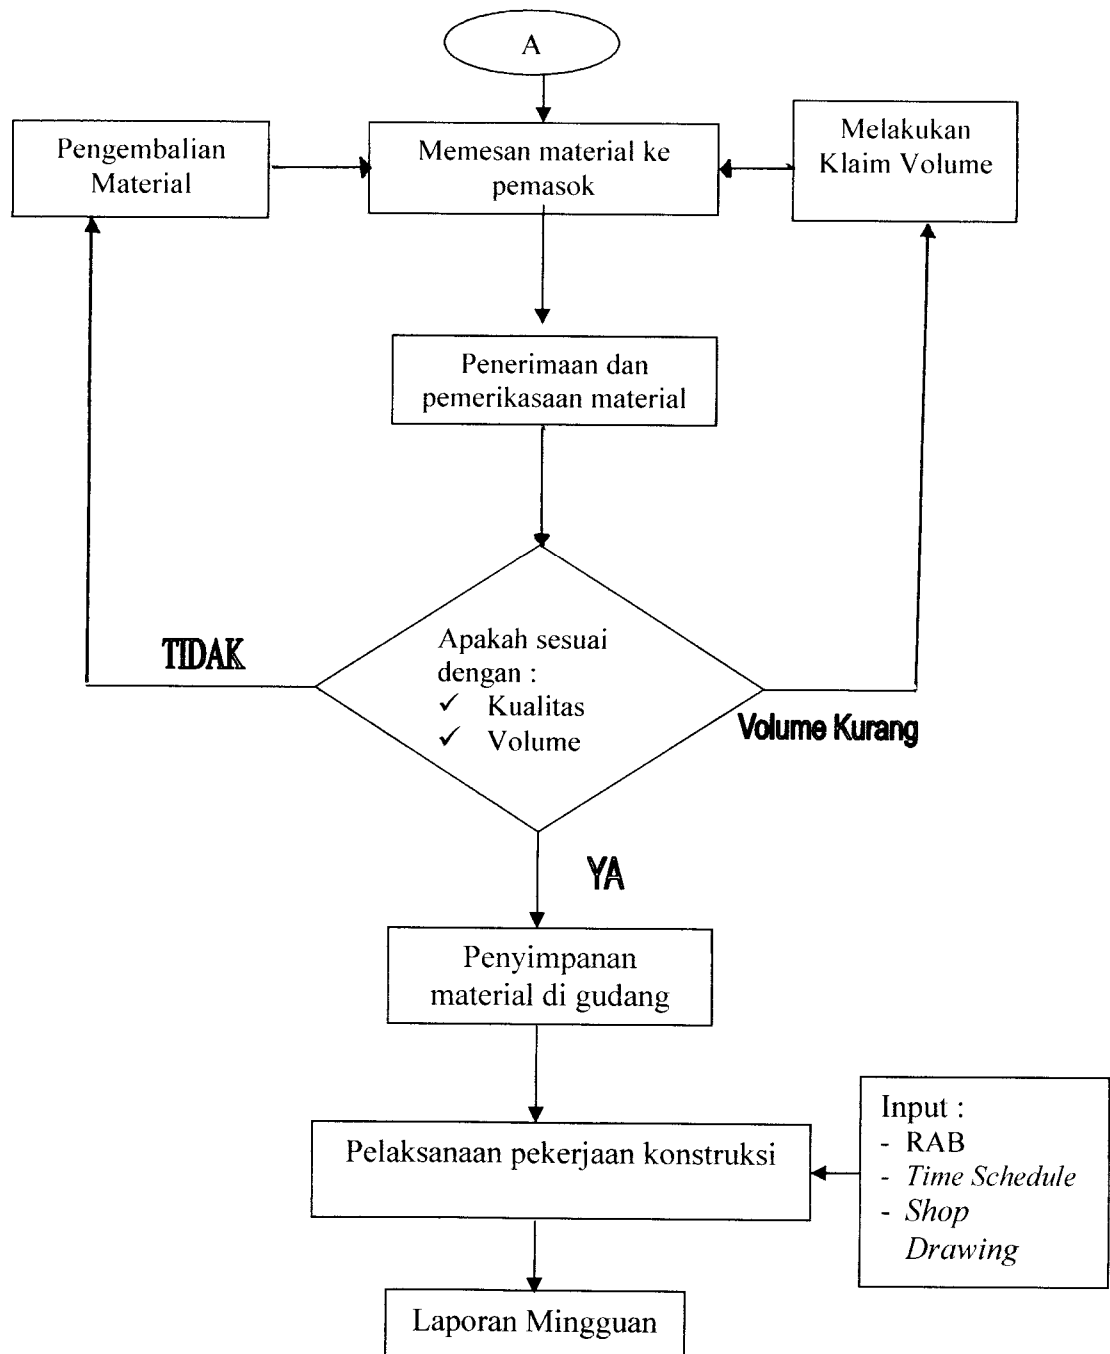 A
Pengembalian
Material
Memesan material ke
pemasok
Melakukan
Klaim Volume
Penerimaan dan
pemerikasaan material
Apakah sesuai
dengan :
✓ Kualitas
✓ Volume
TIDAK
Volume Kurang
YA
Penyimpanan
material di gudang
Pelaksanaan pekerjaan konstruksi
Input :
- RAB
- Time Schedule
- Shop
Drawing
Laporan Mingguan